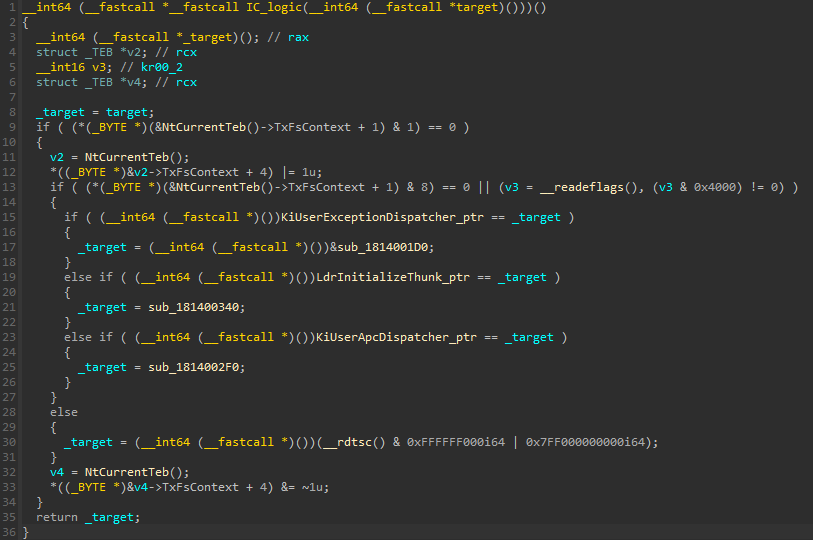 1 __int64 (__fastcall *__fastcall IC_logic(__int64 (__fastcall *target)()))()
2 {
3 __int64 (__fastcall *_target)(); // rax
4 struct _TEB *v2; // rcx
5 __int16 v3; // kr00_2
6 struct _TEB *v4; // rcx
7
8 _target = target;
9 if ( (*(_BYTE *)(&NtCurrentTeb()->TxFsContext + 1) & 1) == 0 )
10 {
11 v2 = NtCurrentTeb();
12 *((_BYTE *)&v2->TxFsContext + 4) |= 1u;
13 if ( (*(_BYTE *)(&NtCurrentTeb()->TxFsContext + 1) & 8) == 0 || (v3 = __readeflags(), (v3 & 0x4000) != 0) )
14 {
15 if ( (__int64 (__fastcall *)())KiUserExceptionDispatcher_ptr == _target )
16 {
17 _target = (__int64 (__fastcall *)())&sub_1814001D0;
18 }
19 else if ( (__int64 (__fastcall *)())LdrInitializeThunk_ptr == _target )
20 {
21 _target = sub_181400340;
22 }
23 else if ( (__int64 (__fastcall *)())KiUserApcDispatcher_ptr == _target )
24 {
25 _target = sub_1814002F0;
26 }
27 }
28 else
29 {
30 _target = (__int64 (__fastcall *)())(__rdtsc() & 0xFFFFFF000i64 | 0x7FF000000000i64);
31 }
32 v4 = NtCurrentTeb();
33 *((_BYTE *)&v4->TxFsContext + 4) &= ~1u;
34 }
35 return _target;
36 }